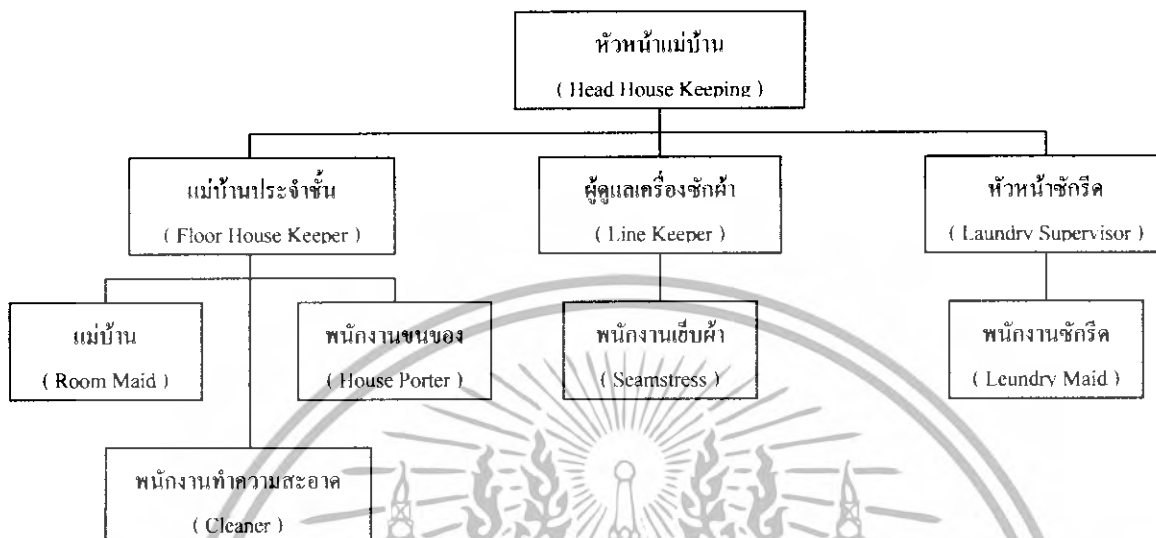 หัวหน้าแม่บ้าน
( Head House Keeping )
แม่บ้านประจำชั้น
( Floor House Keeper )
ผู้ดูแลเครื่องซักผ้า
( Line Keeper )
หัวหน้าซักรีด
( Laundry Supervisor )
แม่บ้าน
( Room Maid )
พนักงานขนของ
( House Porter )
พนักงานเย็บผ้า
( Seamstress )
พนักงานซักรีด
( Leundry Maid )
พนักงานทำความสะอาด
( Cleaner )